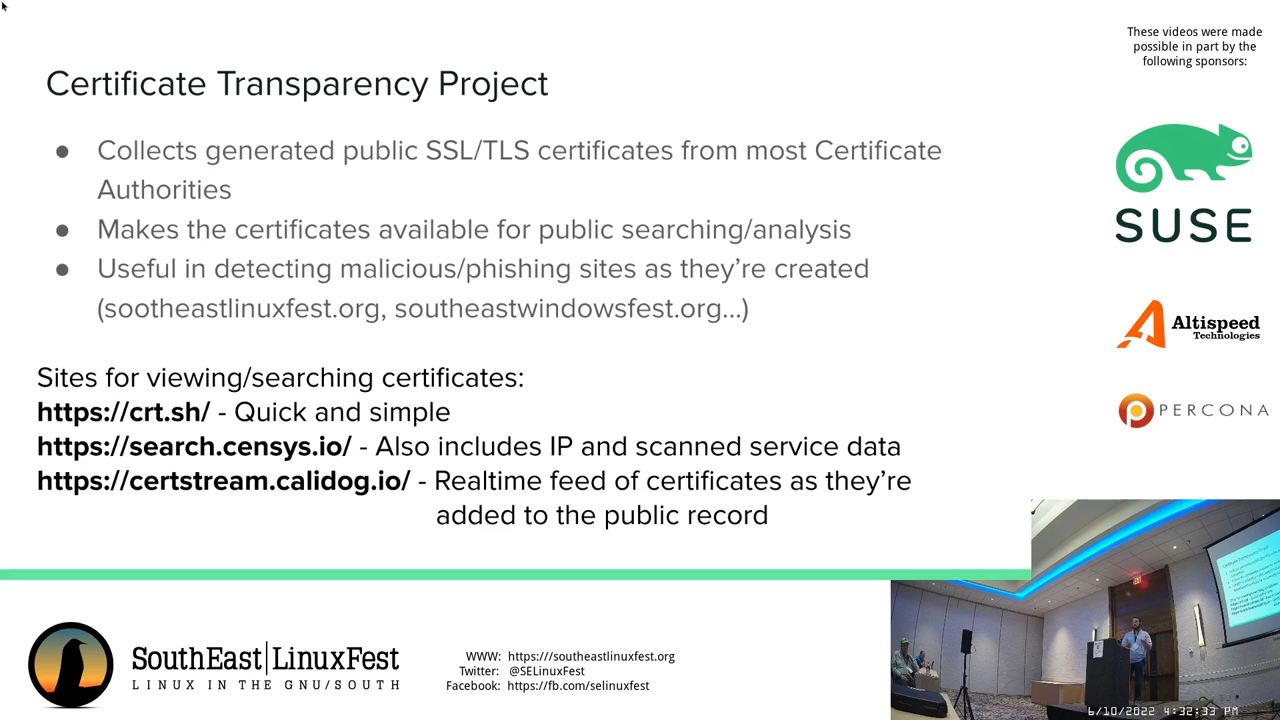 These videos were made
possible in part by the
following sponsors:
Certificate Transparency Project
● Collects generated public SSL/TLS certificates from most Certificate
Authorities
● Makes the certificates available for public searching/analysis
● Useful in detecting malicious/phishing sites as they’re created
(sootheastlinuxfest.org, southeastwindowsfest.org...)
Sites for viewing/searching certificates:
https://crt.sh/ - Quick and simple
https://search.censys.io/ - Also includes IP and scanned service data
https://certstream.calidog.io/ - Realtime feed of certificates as they’re
added to the public record
SUSE
Altispeed
Technologies
PERCONA
SouthEast|LinuxFest
LINUX IN THE GNU/SOUTH
WWW: https://southeastlinuxfest.org
Twitter: @SELinuxFest
Facebook: https://fb.com/selinuxfest
6/10/2022 4:32:33 PM